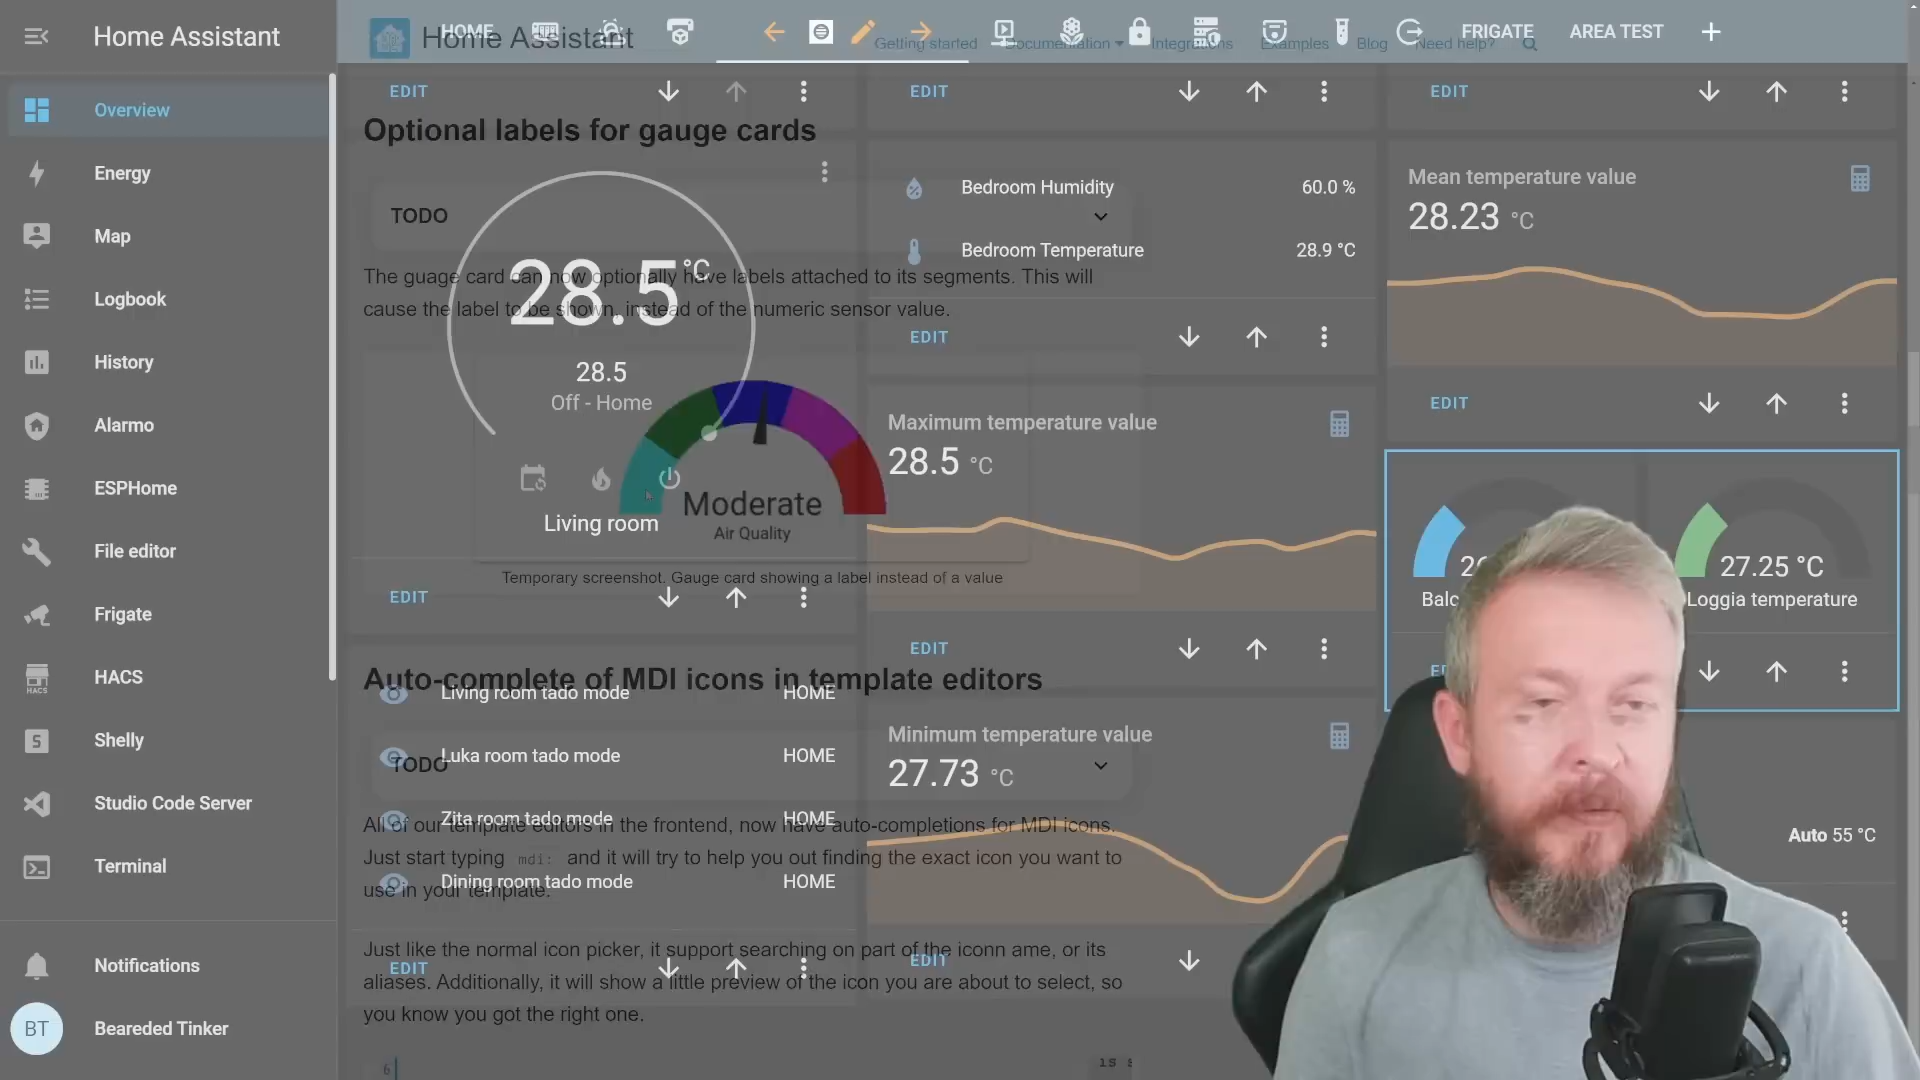 Home Assistant
Overview
Energy
Map
Logbook
History
Alarmo
ESPHome
File editor
Frigate
HACS
HACS
Shelly
Studio Code Server
Terminal
Notifications
BT
Beareded Tinker
Home Assistant
HOME
Getting started
Documentation
Integrations
Examples
Blog
Need help?
FRIGATE
AREA TEST
EDIT
EDIT
EDIT
Optional labels for gauge cards
TODO
The guage card can now optionally have labels attached to its segments. This will
cause the label to be shown, instead of the numeric sensor value.
28.5 °C
28.5
Off - Home
Living room
Moderate
Air Quality
Temporary screenshot. Gauge card showing a label instead of a value
EDIT
Auto-complete of MDI icons in template editors
Living room tado mode HOME
Luka room tado mode HOME
TODO
Zita room tado mode HOME
Dining room tado mode HOME
All of our template editors in the frontend, now have auto-completions for MDI icons.
Just start typing mdi: and it will try to help you out finding the exact icon you want to
use in your template.
Just like the normal icon picker, it support searching on part of the iconn ame, or its
aliases. Additionally, it will show a little preview of the icon you are about to select, so
you know you got the right one.
EDIT
6
Bedroom Humidity 60.0 %
Bedroom Temperature 28.9 °C
EDIT
Maximum temperature value
28.5 °C
EDIT
Minimum temperature value
27.73 °C
EDIT
Mean temperature value
28.23 °C
EDIT
27.25 °C
Loggia temperature
Auto 55 °C